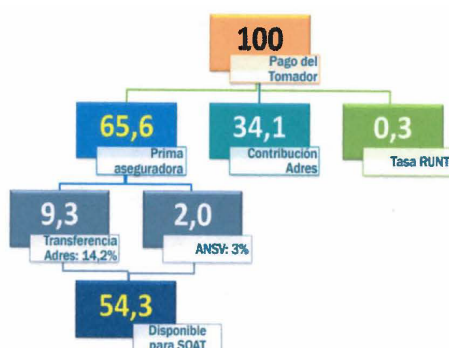 100
Pago del
Tomador
65,6
Prima
aseguradora
34,1
Contribución
Adres
0,3
Tasa RUNT
9,3
Transferencia
Adres: 14,2%
2,0
ANSV: 3%
54,3
Disponible
para SOAT